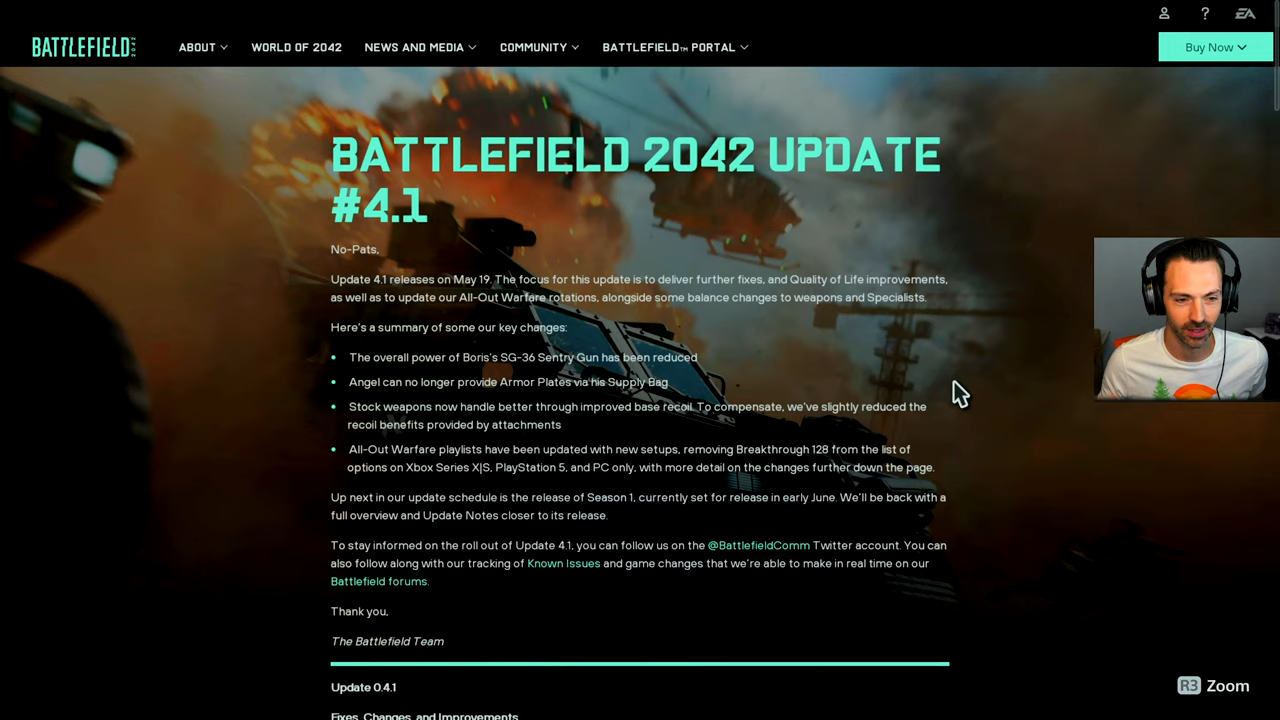 EA
BATTLEFIELD 2042
ABOUT
WORLD OF 2042
NEWS AND MEDIA
COMMUNITY
BATTLEFIELD™ PORTAL
Buy Now
BATTLEFIELD 2042 UPDATE
#4.1
No-Pats,
Update 4.1 releases on May 19. The focus for this update is to deliver further fixes, and Quality of Life improvements,
as well as to update our All-Out Warfare rotations, alongside some balance changes to weapons and Specialists.
Here's a summary of some our key changes:
• The overall power of Boris's SG-36 Sentry Gun has been reduced
• Angel can no longer provide Armor Plates via his Supply Bag
• Stock weapons now handle better through improved base recoil. To compensate, we've slightly reduced the
recoil benefits provided by attachments
• All-Out Warfare playlists have been updated with new setups, removing Breakthrough 128 from the list of
options on Xbox Series X|S, PlayStation 5, and PC only, with more detail on the changes further down the page.
Up next in our update schedule is the release of Season 1, currently set for release in early June. We'll be back with a
full overview and Update Notes closer to its release.
To stay informed on the roll out of Update 4.1, you can follow us on the @BattlefieldComm Twitter account. You can
also follow along with our tracking of Known Issues and game changes that we're able to make in real time on our
Battlefield forums.
Thank you,
The Battlefield Team
Update 0.4.1
Fixes, Changes, and Improvements
R3 Zoom